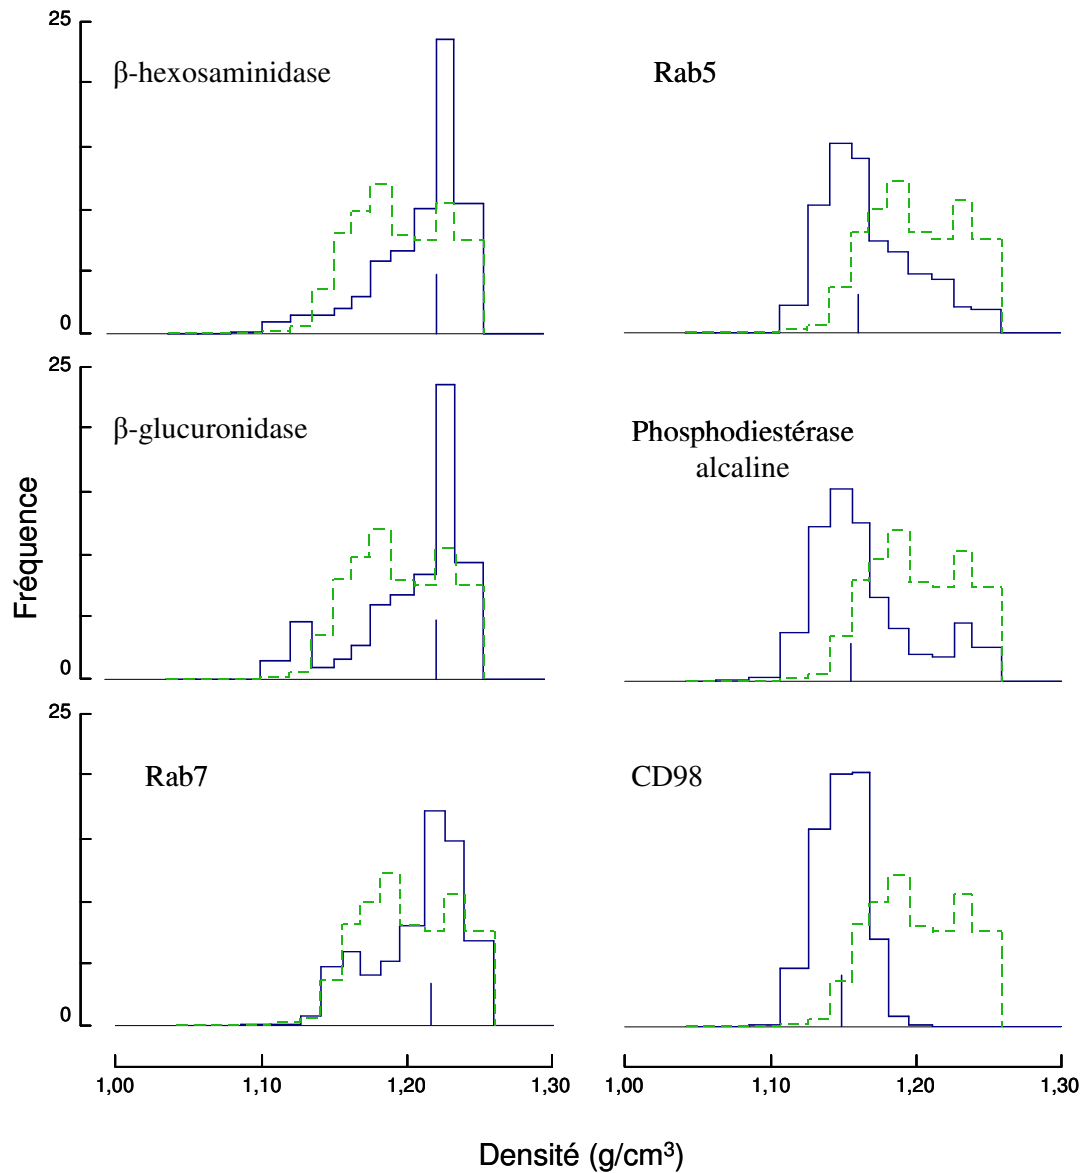 25
β-hexosaminidase
Rab5
0
25
β-glucuronidase
Phosphodiestérase
alcaline
Fréquence
0
25
Rab7
CD98
0
1,00 1,10 1,20 1,30
1,00 1,10 1,20 1,30
Densité (g/cm³)